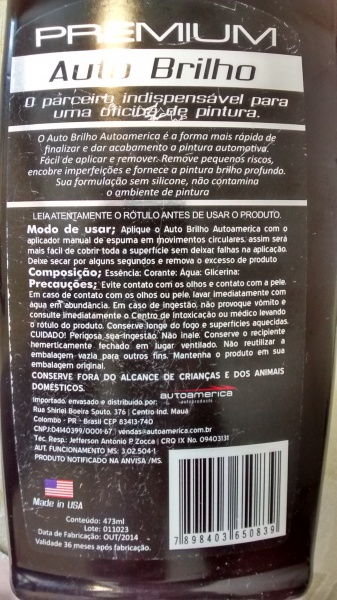 PREMIUM
Auto Brilho
O parceiro indispensável para
uma oficina de pintura.
O Auto Brilho Autoamerica é a forma mais rápida de
finalizar e dar acabamento a pintura automotiva.
Fácil de aplicar e remover. Remove pequenos riscos,
encobre imperfeições e fornece a pintura brilho profundo.
Sua formulação sem silicone, não contamina
o ambiente de pintura
LEIA ATENTAMENTE O RÓTULO ANTES DE USAR O PRODUTO.
Modo de usar; Aplique o Auto Brilho Autoamerica com o
aplicador manual de espuma em movimentos circulares. assim será
mais fácil de cobrir toda a superfície sem deixar falhas na aplicação.
Deixe secar por alguns segundos e remova o excesso de produto
Composição; Essência: Corante: Água: Glicerina:
Precauções; Evite contato com os olhos e contato com a pele.
Em caso de contato com os olhos ou pele, lavar imediatamente com
água em abundância. Em caso de ingestão, não provoque vômito e
consulte imediatamente o Centro de Intoxicação ou médico levando
o rótulo do produto. Conserve longe do fogo e superfícies aquecidas.
CUIDADO! Perigosa sua ingestão. Não inale. Conserve o recipiente
hemerticamente fechado em lugar ventilado. Não reutilizar a
embalagem vazia para outros fins. Mantenha o produto em sua
embalagem original.
CONSERVE FORA DO ALCANCE DE CRIANÇAS E DOS ANIMAIS
DOMÉSTICOS.
autoamerica
autoproducts
Importado, envasado e distribuído por:
Rua Shiriel Boeira Sputo, 376 | Centro Ind. Mauá
Colombo - PR - Brasil CEP 83413-740
CNPJ:04140399/0001-67 | vendas@autoamerica.com.br
Téc. Resp.: Jefferson Antônio P. Zocca | CRQ IX No. 09403131
AUT. FUNCIONAMENTO MS: 3.02.504-1
PRODUTO NOTIFICADO NA ANVISA /MS.
Made in USA
Conteúdo: 473ml
Lote: 011023
Data de Fabricação: OUT/2014
Validade 36 meses após fabricação.
7 898403 650839